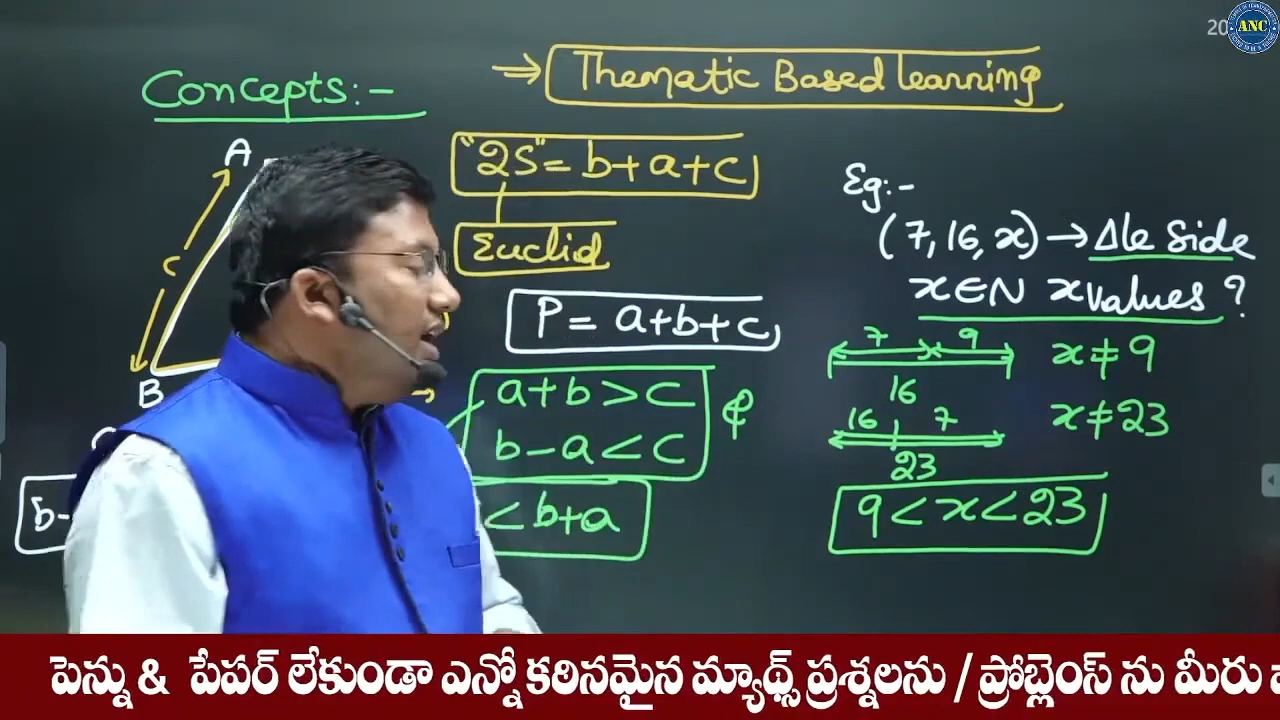 20
ANC
⇒ Thematic Based learning
Concepts:-
A
"2S" = b+a+c
Euclid
c
B
P = a+b+c
a+b>c
b-a<c
&
b-
<b+a
Eg:-
(7,16,x) → Δle Side
x∈N x values ?
7 9
16
x≠9
16 7
23
x≠23
9<x<23
పెన్ను & పేపర్ లేకుండా ఎన్నో కఠినమైన మ్యాథ్స్ ప్రశ్నలను / ప్రోబ్లెంస్ ను మీరు